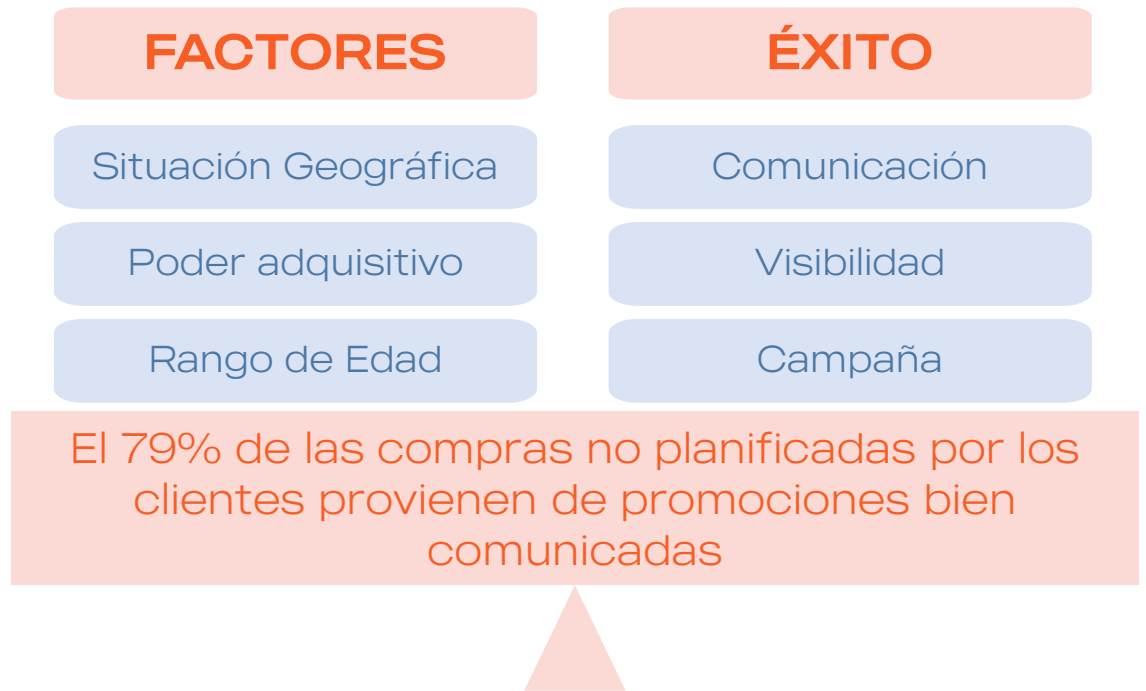 FACTORES
Situación Geográfica
Poder adquisitivo
Rango de Edad
ÉXITO
Comunicación
Visibilidad
Campaña
El 79% de las compras no planificadas por los
clientes provienen de promociones bien
comunicadas